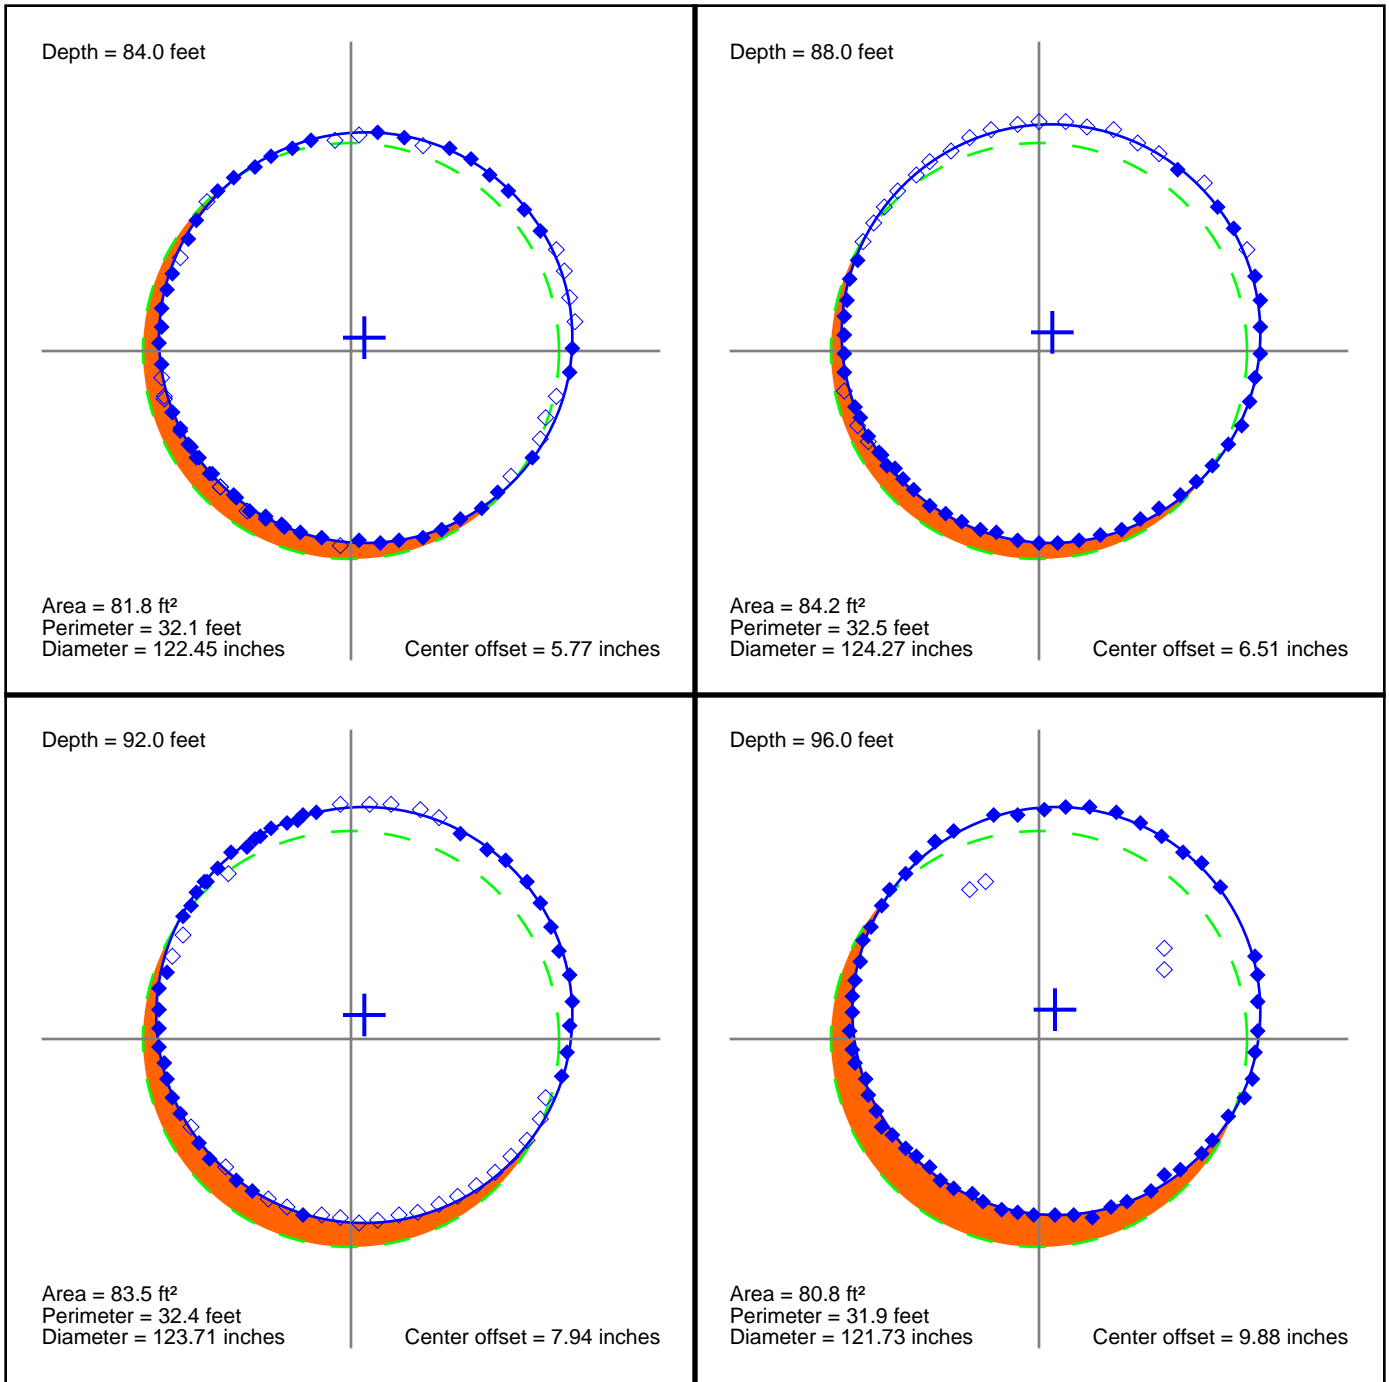 Depth = 84.0 feet
Area = 81.8 ft²
Perimeter = 32.1 feet
Diameter = 122.45 inches
Center offset = 5.77 inches
Depth = 88.0 feet
Area = 84.2 ft²
Perimeter = 32.5 feet
Diameter = 124.27 inches
Center offset = 6.51 inches
Depth = 92.0 feet
Area = 83.5 ft²
Perimeter = 32.4 feet
Diameter = 123.71 inches
Center offset = 7.94 inches
Depth = 96.0 feet
Area = 80.8 ft²
Perimeter = 31.9 feet
Diameter = 121.73 inches
Center offset = 9.88 inches